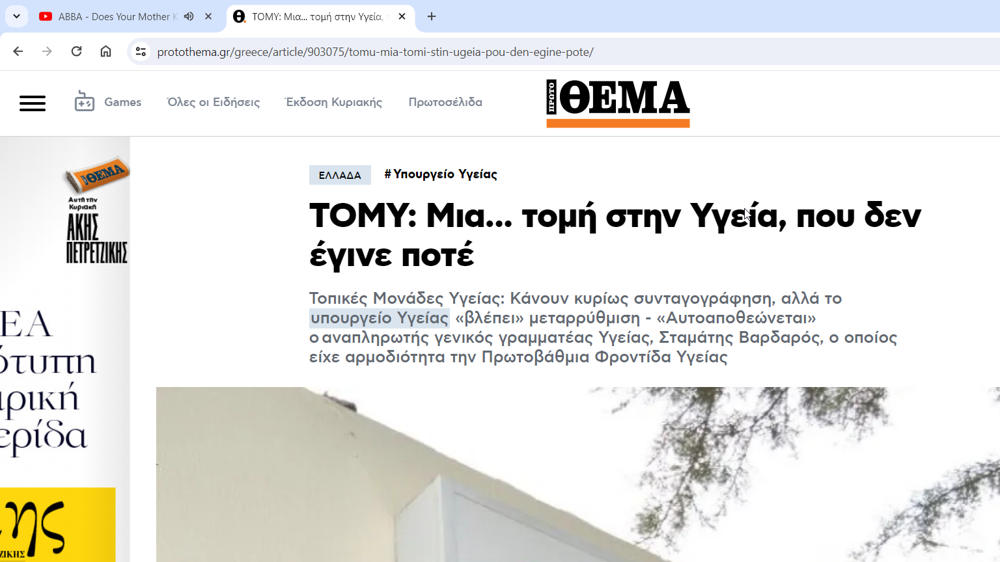 ABBA - Does Your Mother K
ΤΟΜΥ: Μια... τομή στην Υγεία,
protothema.gr/greece/article/903075/tomu-mia-tomi-stin-ugeia-pou-den-egine-pote/
Games
Όλες οι Ειδήσεις
Έκδοση Κυριακής
Πρωτοσέλιδα
ΠΡΩΤΟ ΘΕΜΑ
ΘΕΜΑ
Αυτή την
Κυριακή
ΑΚΗΣ
ΠΕΤΡΕΤΖΙΚΗΣ
ΕΑ
ότυπη
ιρική
ερίδα
ης
ΖΙΚΗΣ
ΕΛΛΑΔΑ
#Υπουργείο Υγείας
ΤΟΜΥ: Μια... τομή στην Υγεία, που δεν
έγινε ποτέ
Τοπικές Μονάδες Υγείας: Κάνουν κυρίως συνταγογράφηση, αλλά το
υπουργείο Υγείας «βλέπει» μεταρρύθμιση - «Αυτοαποθεώνεται»
ο αναπληρωτής γενικός γραμματέας Υγείας, Σταμάτης Βαρδαρός, ο οποίος
είχε αρμοδιότητα την Πρωτοβάθμια Φροντίδα Υγείας